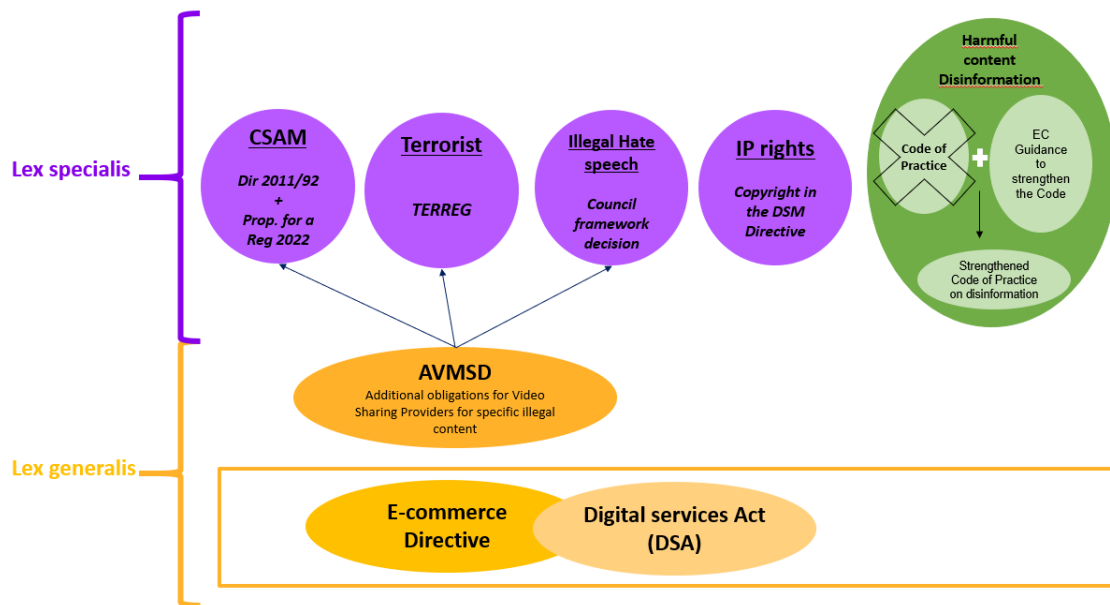 Lex specialis
CSAM
Dir 2011/92
+
Prop. for a
Reg 2022
Terrorist
TERREG
Illegal Hate
speech
Council
framework
decision
IP rights
Copyright in
the DSM
Directive
Harmful
content
Disinformation
Code of
Practice
+
EC
Guidance
to
strengthen
the Code
Strengthened
Code of Practice
on disinformation
AVMSD
Additional obligations for Video
Sharing Providers for specific illegal
content
Lex generalis
E-commerce
Directive
Digital services Act
(DSA)